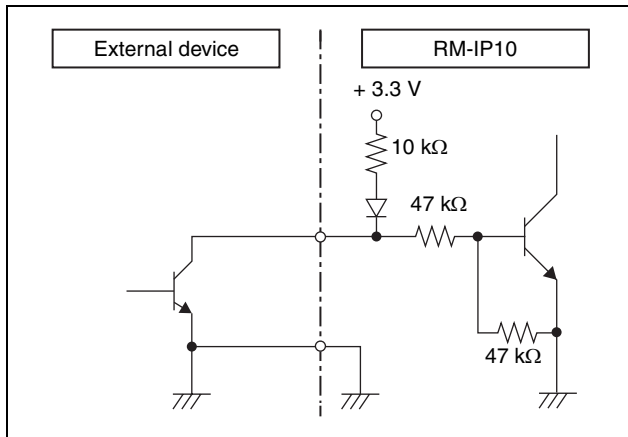 External device
RM-IP10
+ 3.3 V
10 kΩ
47 kΩ
47 kΩ